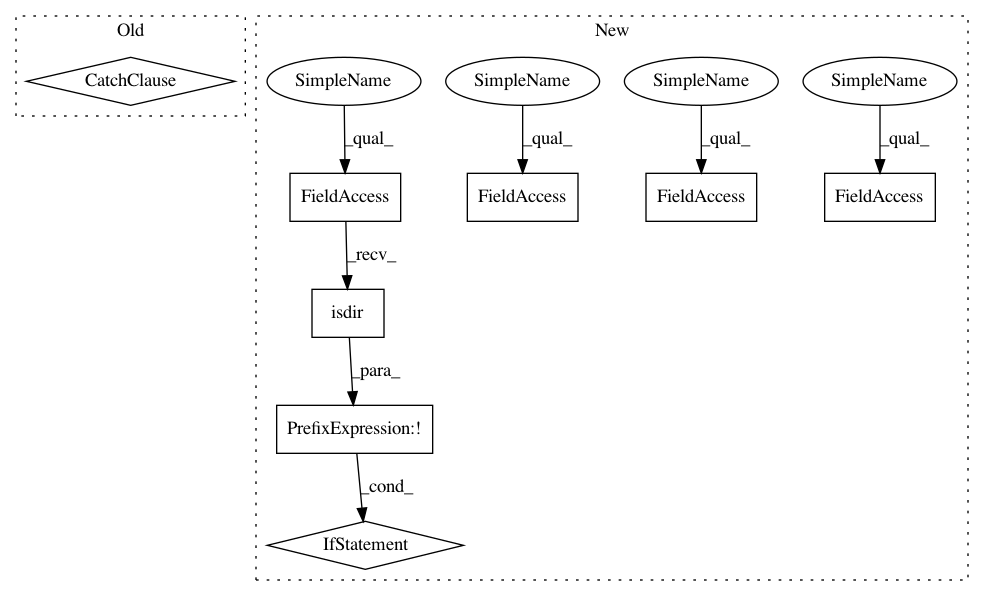 Old
New
CatchClause
SimpleName
SimpleName
SimpleName
SimpleName
_qual_
_qual_
_qual_
_qual_
FieldAccess
FieldAccess
FieldAccess
FieldAccess
_recv_
isdir
_para_
PrefixExpression:!
_cond_
IfStatement